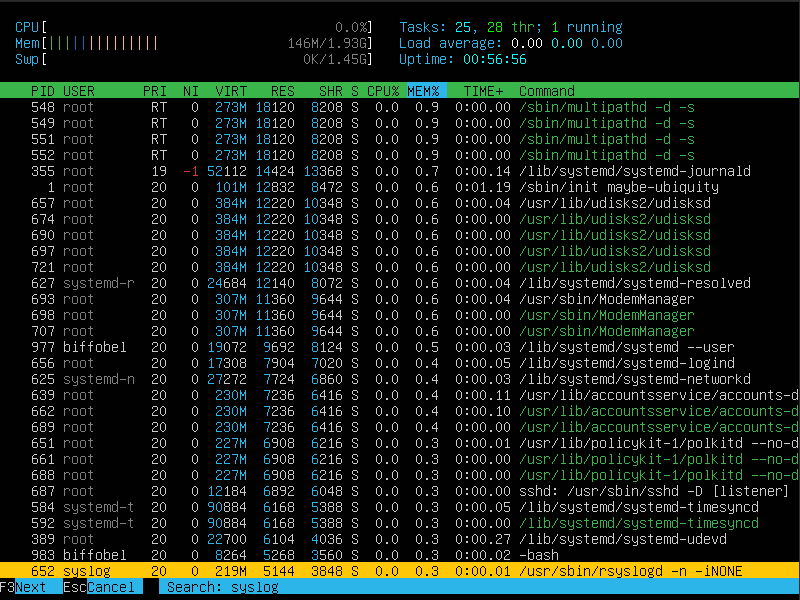 CPU[ 0.0%] Tasks: 25, 28 thr; 1 running
Mem[|||||||||||||| 146M/1.93G] Load average: 0.00 0.00 0.00
Swp[ 0K/1.45G] Uptime: 00:56:56
PID USER PRI NI VIRT RES SHR S CPU% MEM% TIME+ Command
548 root RT 0 273M 18120 8208 S 0.0 0.9 0:00.00 /sbin/multipathd -d -s
549 root RT 0 273M 18120 8208 S 0.0 0.9 0:00.00 /sbin/multipathd -d -s
551 root RT 0 273M 18120 8208 S 0.0 0.9 0:00.00 /sbin/multipathd -d -s
552 root RT 0 273M 18120 8208 S 0.0 0.9 0:00.00 /sbin/multipathd -d -s
355 root 19 -1 52112 14424 13368 S 0.0 0.7 0:00.14 /lib/systemd/systemd-journald
1 root 20 0 101M 12832 8472 S 0.0 0.6 0:01.19 /sbin/init maybe-ubiquity
657 root 20 0 384M 12220 10348 S 0.0 0.6 0:00.04 /usr/lib/udisks2/udisksd
674 root 20 0 384M 12220 10348 S 0.0 0.6 0:00.00 /usr/lib/udisks2/udisksd
690 root 20 0 384M 12220 10348 S 0.0 0.6 0:00.00 /usr/lib/udisks2/udisksd
697 root 20 0 384M 12220 10348 S 0.0 0.6 0:00.00 /usr/lib/udisks2/udisksd
721 root 20 0 384M 12220 10348 S 0.0 0.6 0:00.00 /usr/lib/udisks2/udisksd
627 systemd-r 20 0 24684 12140 8072 S 0.0 0.6 0:00.04 /lib/systemd/systemd-resolved
693 root 20 0 307M 11360 9644 S 0.0 0.6 0:00.04 /usr/sbin/ModemManager
698 root 20 0 307M 11360 9644 S 0.0 0.6 0:00.00 /usr/sbin/ModemManager
707 root 20 0 307M 11360 9644 S 0.0 0.6 0:00.00 /usr/sbin/ModemManager
977 biffobel 20 0 19072 9692 8124 S 0.0 0.5 0:00.03 /lib/systemd/systemd --user
656 root 20 0 17308 7904 7020 S 0.0 0.4 0:00.05 /lib/systemd/systemd-logind
625 systemd-n 20 0 27272 7724 6860 S 0.0 0.4 0:00.03 /lib/systemd/systemd-networkd
639 root 20 0 230M 7236 6416 S 0.0 0.4 0:00.11 /usr/lib/accountsservice/accounts-d
662 root 20 0 230M 7236 6416 S 0.0 0.4 0:00.10 /usr/lib/accountsservice/accounts-d
689 root 20 0 230M 7236 6416 S 0.0 0.4 0:00.00 /usr/lib/accountsservice/accounts-d
651 root 20 0 227M 6908 6216 S 0.0 0.3 0:00.01 /usr/lib/policykit-1/polkitd --no-d
661 root 20 0 227M 6908 6216 S 0.0 0.3 0:00.00 /usr/lib/policykit-1/polkitd --no-d
688 root 20 0 227M 6908 6216 S 0.0 0.3 0:00.00 /usr/lib/policykit-1/polkitd --no-d
687 root 20 0 12184 6892 6048 S 0.0 0.3 0:00.00 sshd: /usr/sbin/sshd -D [listener]
584 systemd-t 20 0 90884 6168 5388 S 0.0 0.3 0:00.05 /lib/systemd/systemd-timesyncd
592 systemd-t 20 0 90884 6168 5388 S 0.0 0.3 0:00.00 /lib/systemd/systemd-timesyncd
389 root 20 0 22700 6104 4036 S 0.0 0.3 0:00.27 /lib/systemd/systemd-udevd
983 biffobel 20 0 8264 5268 3560 S 0.0 0.3 0:00.02 -bash
652 syslog 20 0 219M 5144 3848 S 0.0 0.3 0:00.01 /usr/sbin/rsyslogd -n -iNONE
F3Next EscCancel Search: syslog